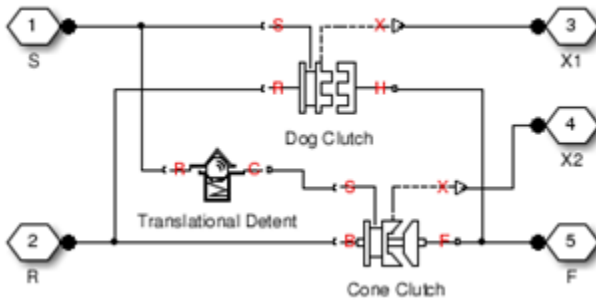 1 S X 3
S X1
R H
Dog Clutch 4
X2
R C S X
Translational Detent
2 B F 5
R Cone Clutch F